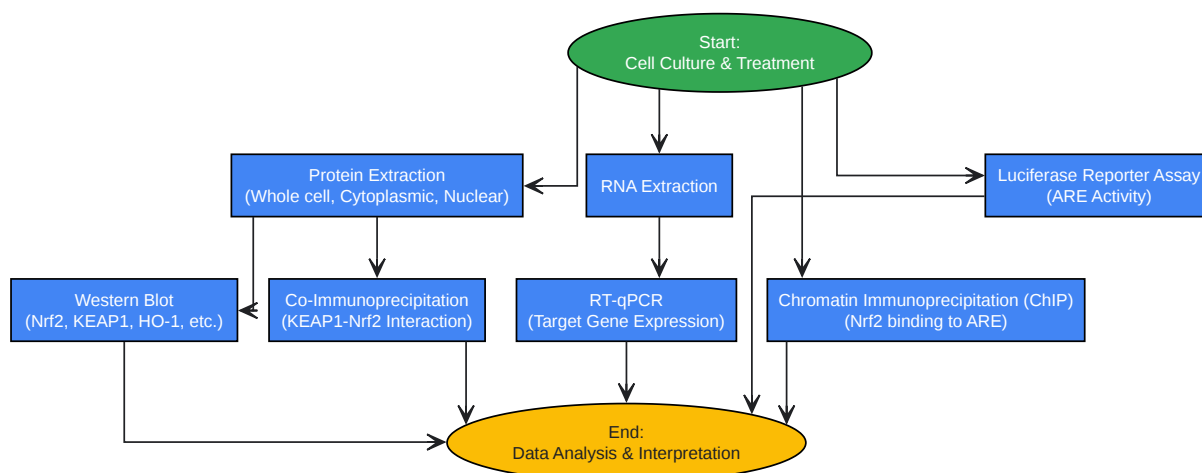 Start:
Cell Culture & Treatment
Protein Extraction
(Whole cell, Cytoplasmic, Nuclear)
RNA Extraction
Luciferase Reporter Assay
(ARE Activity)
Western Blot
(Nrf2, KEAP1, HO-1, etc.)
Co-Immunoprecipitation
(KEAP1-Nrf2 Interaction)
RT-qPCR
(Target Gene Expression)
Chromatin Immunoprecipitation (ChIP)
(Nrf2 binding to ARE)
End:
Data Analysis & Interpretation